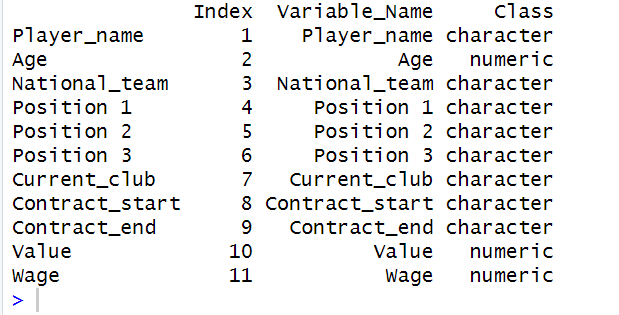 Index Variable_Name Class
Player_name 1 Player_name character
Age 2 Age numeric
National_team 3 National_team character
Position 1 4 Position 1 character
Position 2 5 Position 2 character
Position 3 6 Position 3 character
Current_club 7 Current_club character
Contract_start 8 Contract_start character
Contract_end 9 Contract_end character
Value 10 Value numeric
Wage 11 Wage numeric
>